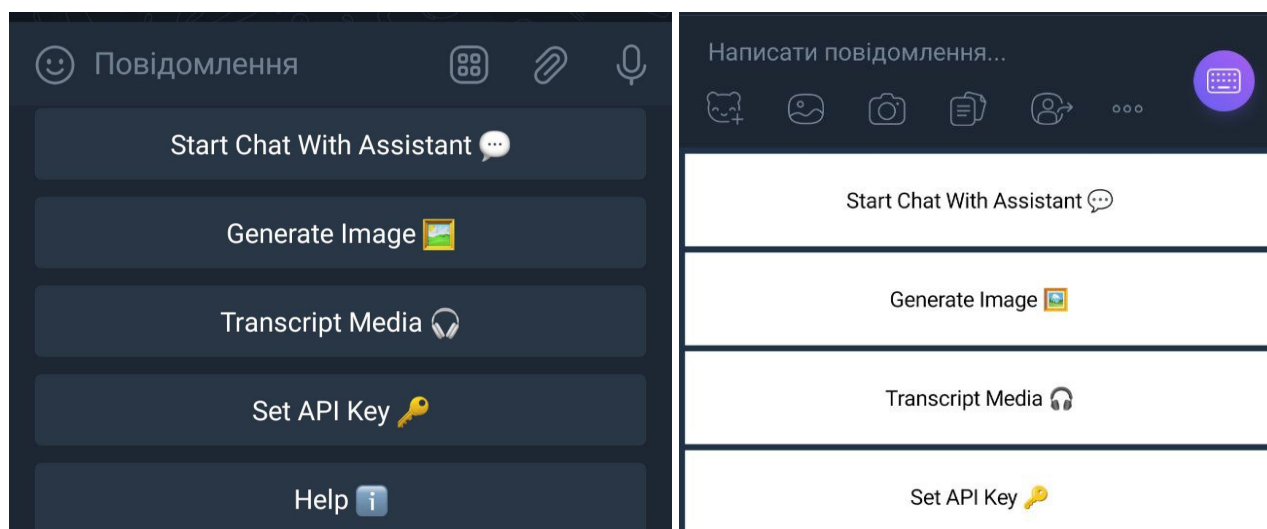 Повідомлення
Start Chat With Assistant 💬
Generate Image 🖼️
Transcript Media 🎧
Set API Key 🔑
Help ℹ️
Написати повідомлення...
Start Chat With Assistant 💬
Generate Image 🖼️
Transcript Media 🎧
Set API Key 🔑